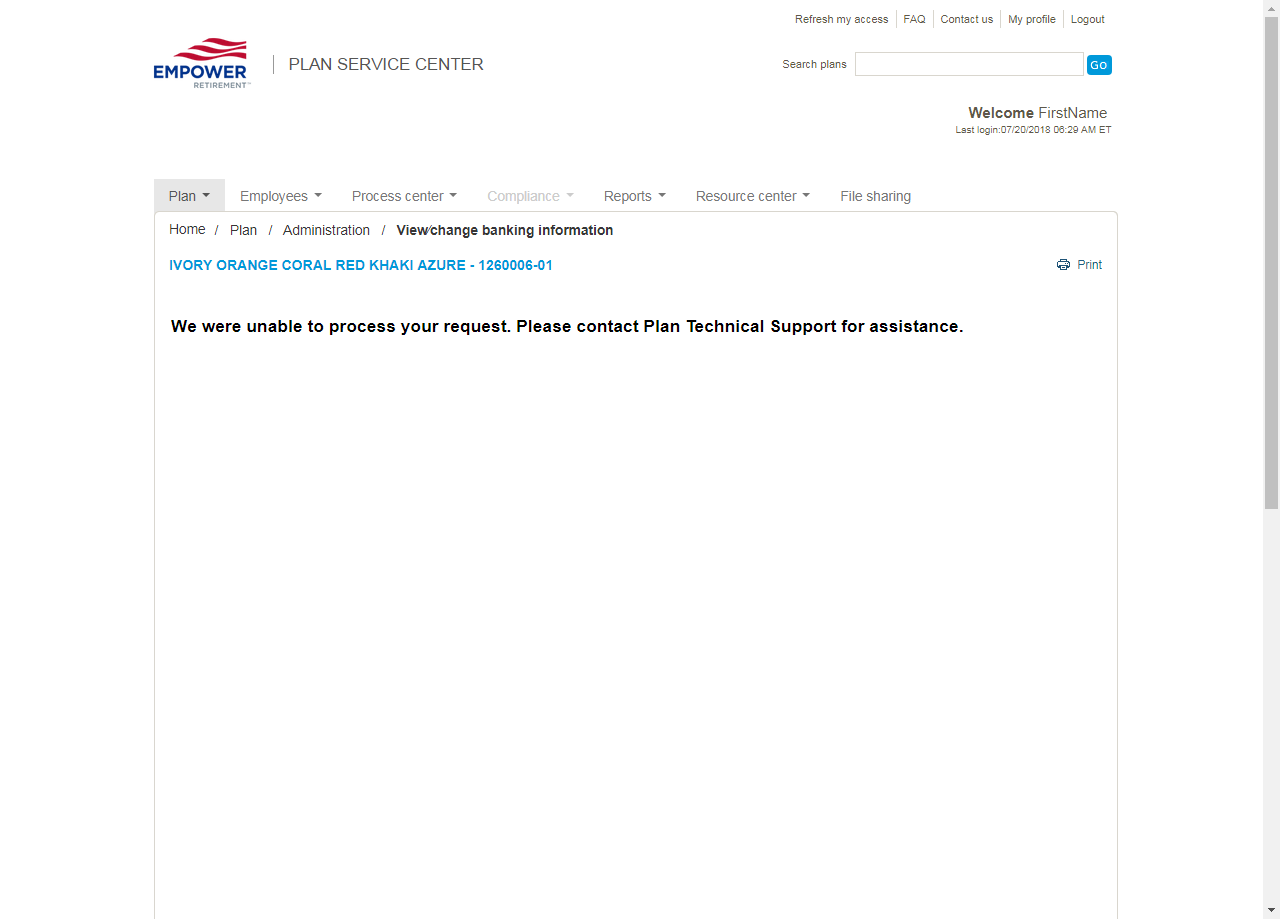 Refresh my access FAQ Contact us My profile Logout
EMPOWER
RETIREMENT™
PLAN SERVICE CENTER
Search plans Go
Welcome FirstName
Last login:07/20/2018 06:29 AM ET
Plan Employees Process center Compliance Reports Resource center File sharing
Home / Plan / Administration / View/change banking information
IVORY ORANGE CORAL RED KHAKI AZURE - 1260006-01
Print
We were unable to process your request. Please contact Plan Technical Support for assistance.